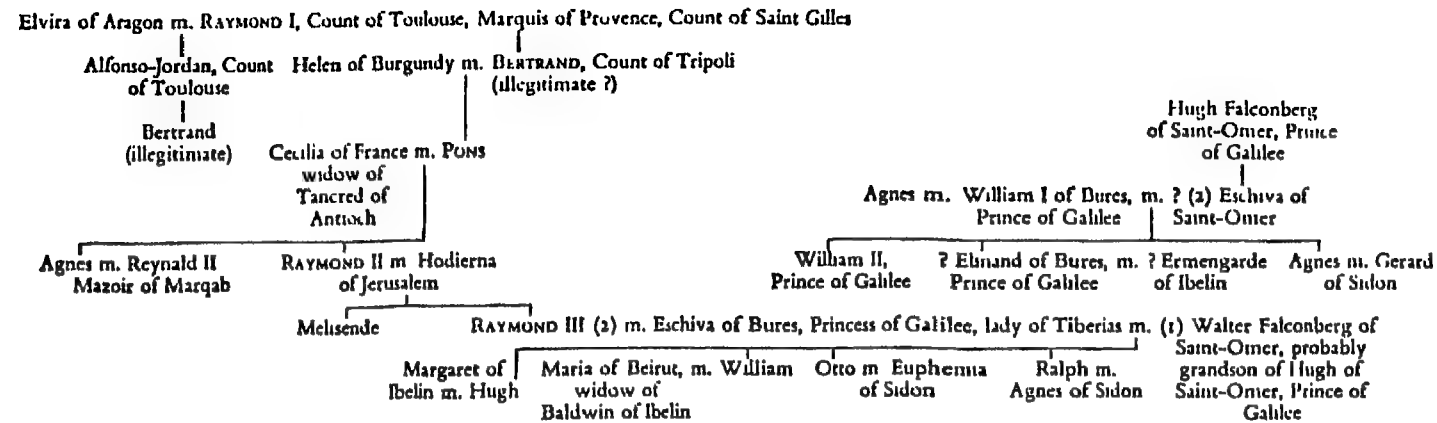 Elvira of Aragon m. RAYMOND I, Count of Toulouse, Marquis of Provence, Count of Saint Gilles
Alfonso-Jordan, Count
of Toulouse
Helen of Burgundy m. BERTRAND, Count of Tripoli
(illegitimate ?)
Bertrand
(illegitimate)
Cecilia of France m. PONS
widow of
Tancred of
Antioch
Hugh Falconberg
of Saint-Omer, Prince
of Galilee
Agnes m. William I of Bures, m. ? (2) Eschiva of
Prince of Galilee
Saint-Omer
Agnes m. Reynald II
Mazoir of Marqab
RAYMOND II m Hodierna
of Jerusalem
William II,
Prince of Galilee
? Elinand of Bures, m. ? Ermengarde
Prince of Galilee
of Ibelin
Agnes m. Gerard
of Sidon
Melisende
RAYMOND III (2) m. Eschiva of Bures, Princess of Galilee, lady of Tiberias m. (1) Walter Falconberg of
Saint-Omer, probably
grandson of Hugh of
Saint-Omer, Prince of
Galilee
Margaret of
Ibelin m. Hugh
Maria of Beirut, m. William
widow of
Baldwin of Ibelin
Otto m Euphemia
of Sidon
Ralph m.
Agnes of Sidon